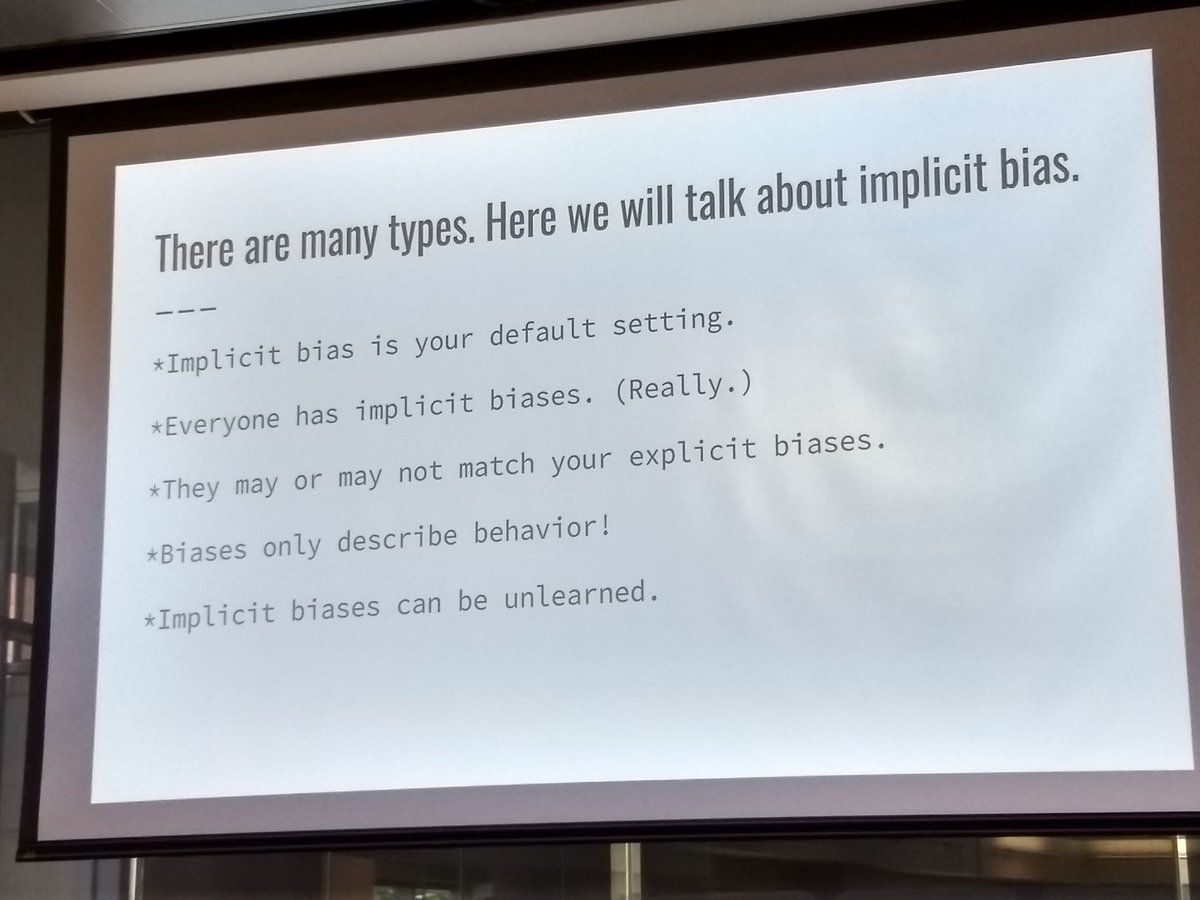 There are many types. Here we will talk about implicit bias.
---
*Implicit bias is your default setting.
*Everyone has implicit biases. (Really.)
*They may or may not match your explicit biases.
*Biases only describe behavior!
*Implicit biases can be unlearned.